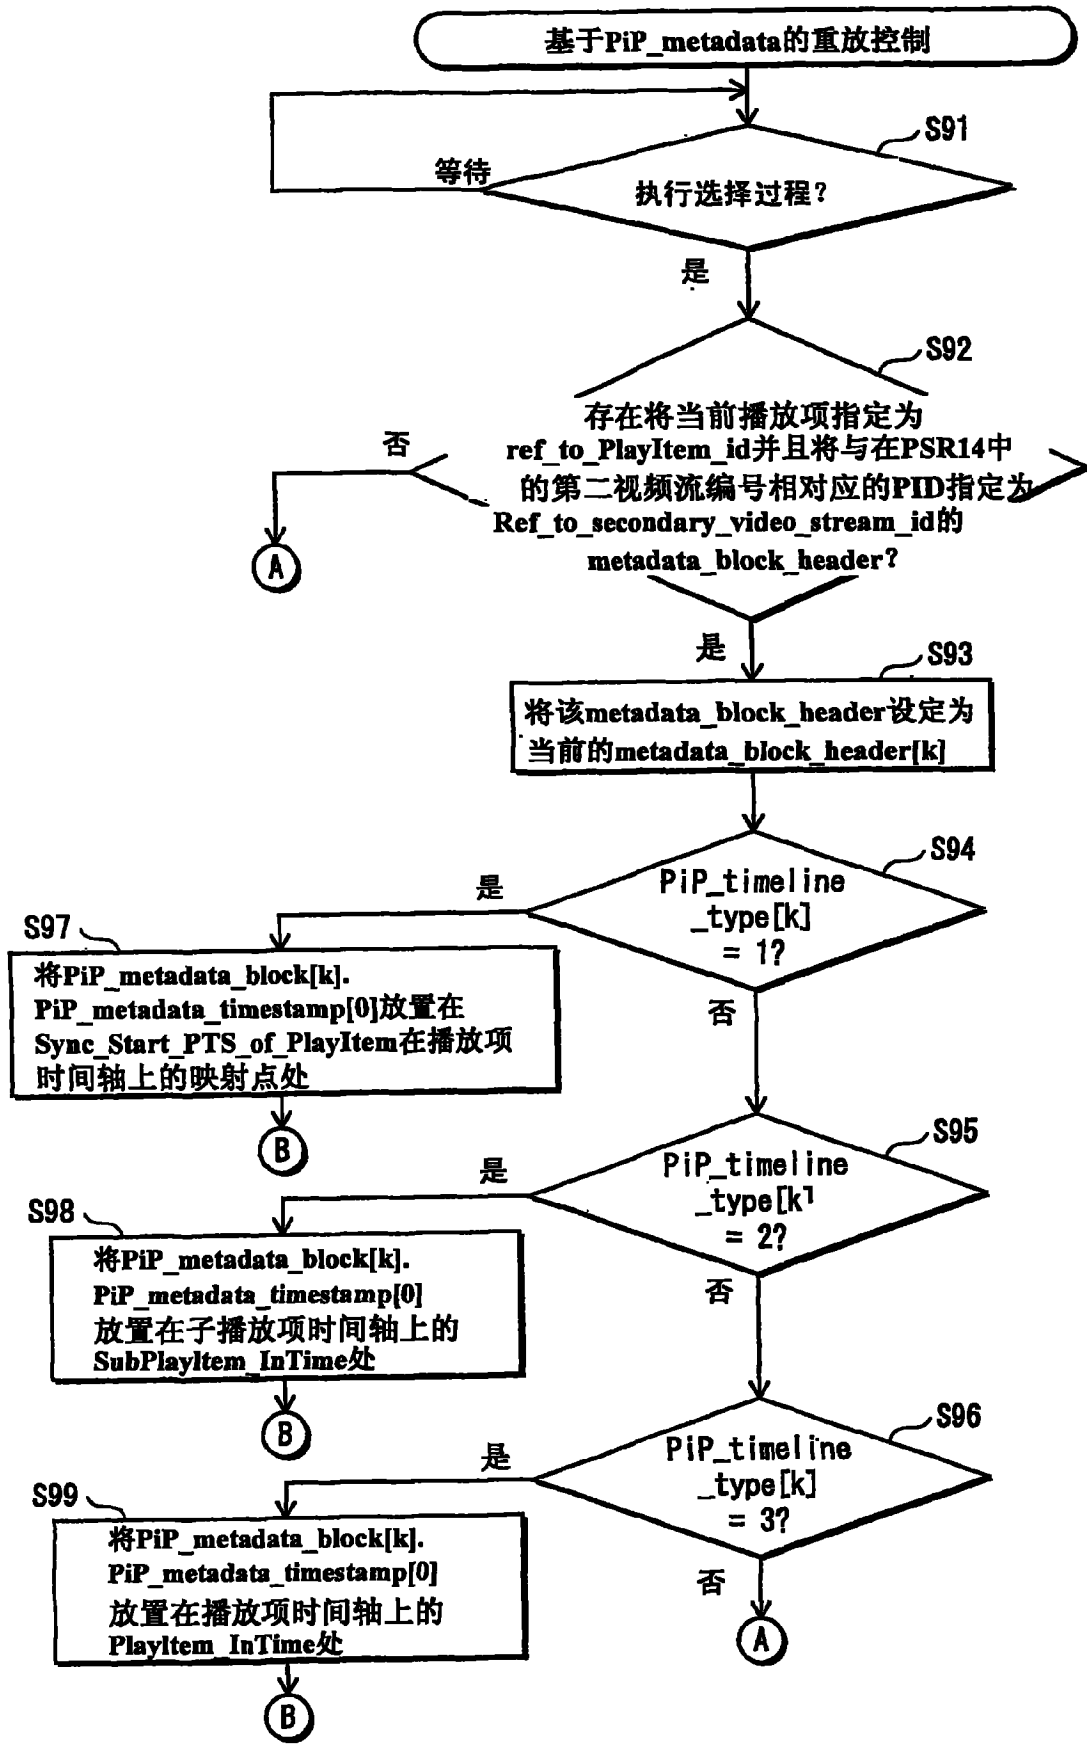 基于PiP_metadata的重放控制
S91
等待
执行选择过程?
是
S92
存在将当前播放项指定为
否
ref_to_PlayItem_id并且将与在PSR14中
的第二视频流编号相对应的PID指定为
Ref_to_secondary_video_stream_id的
metadata_block_header?
A
是
S93
将该metadata_block_header设定为
当前的metadata_block_header[k]
S94
是
PiP_timeline
_type[k]
= 1?
S97
将PiP_metadata_block[k].
PiP_metadata_timestamp[0]放置在
Sync_Start_PTS_of_PlayItem在播放项
时间轴上的映射点处
否
B
S95
是
PiP_timeline
_type[k]
= 2?
S98
将PiP_metadata_block[k].
PiP_metadata_timestamp[0]
放置在子播放项时间轴上的
SubPlayItem_InTime处
否
B
S96
是
PiP_timeline
_type[k]
= 3?
S99
将PiP_metadata_block[k].
PiP_metadata_timestamp[0]
放置在播放项时间轴上的
PlayItem_InTime处
否
A
B